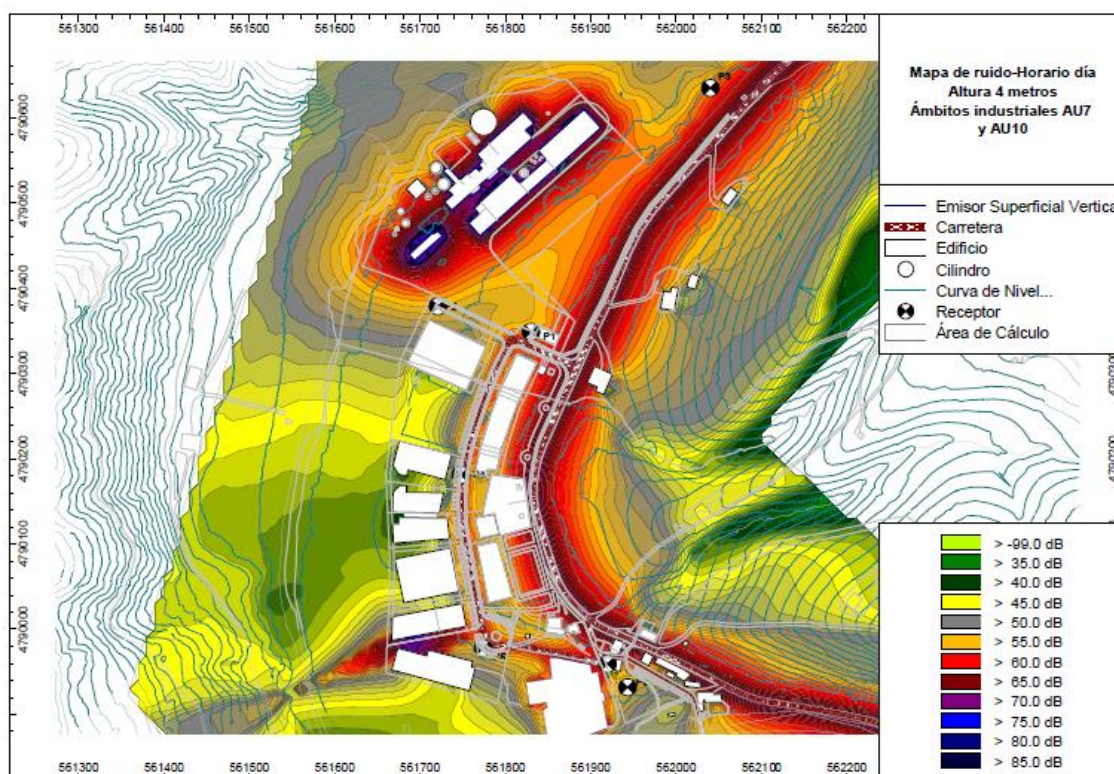 561300 561400 561500 561600 561700 561800 561900 562000 562100 562200
Mapa de ruido-Horario día
Altura 4 metros
Ámbitos industriales AU7
y AU10
Emisor Superficial Vertica
Carretera
Edificio
Cilindro
Curva de Nivel...
Receptor
Área de Cálculo
P3
P1
4790600
4790500
4790400
4790300
4790200
4790100
4790000
4790300
4790200
> -99.0 dB
> 35.0 dB
> 40.0 dB
> 45.0 dB
> 50.0 dB
> 55.0 dB
> 60.0 dB
> 65.0 dB
> 70.0 dB
> 75.0 dB
> 80.0 dB
> 85.0 dB
561300 561400 561500 561600 561700 561800 561900 562000 562100 562200